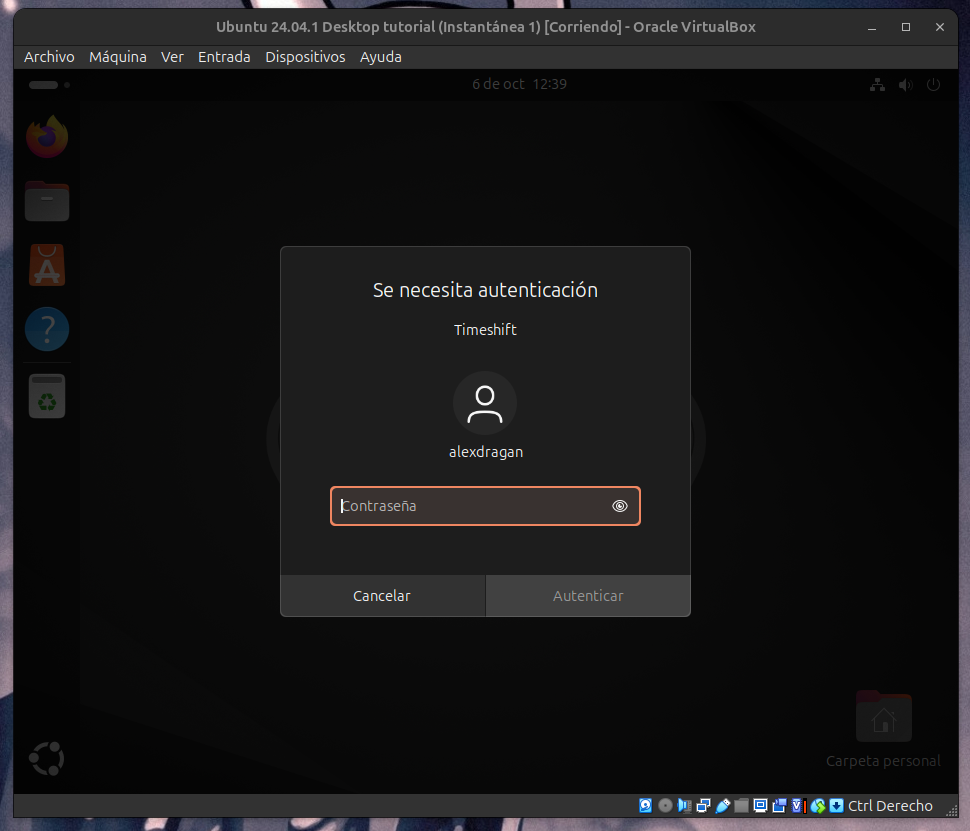 Ubuntu 24.04.1 Desktop tutorial (Instantánea 1) [Corriendo] - Oracle VirtualBox
Archivo Máquina Ver Entrada Dispositivos Ayuda
6 de oct 12:39
Se necesita autenticación
Timeshift
alexdragan
Contraseña
Cancelar Autenticar
Carpeta personal
Ctrl Derecho